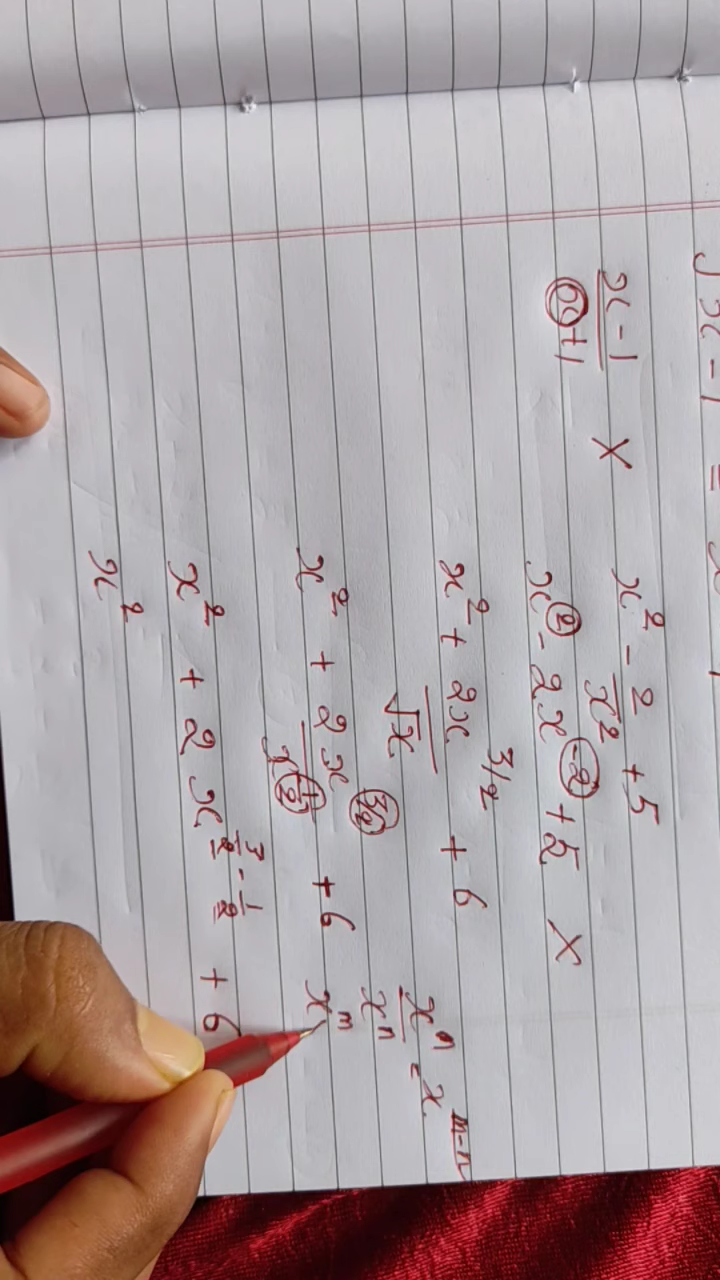 √x - 1 =
x - 1 / x + 1 ×
x² - 2/x² + 5
x² - 2x⁻² + 5 ×
x² + 2x^3/2 / √x + 6
x² + 2x^3/2 / x^1/2 + 6
x² + 2x^3/2 - 1/2 + 6
x²
x^m / x^n = x^m-n
x^m